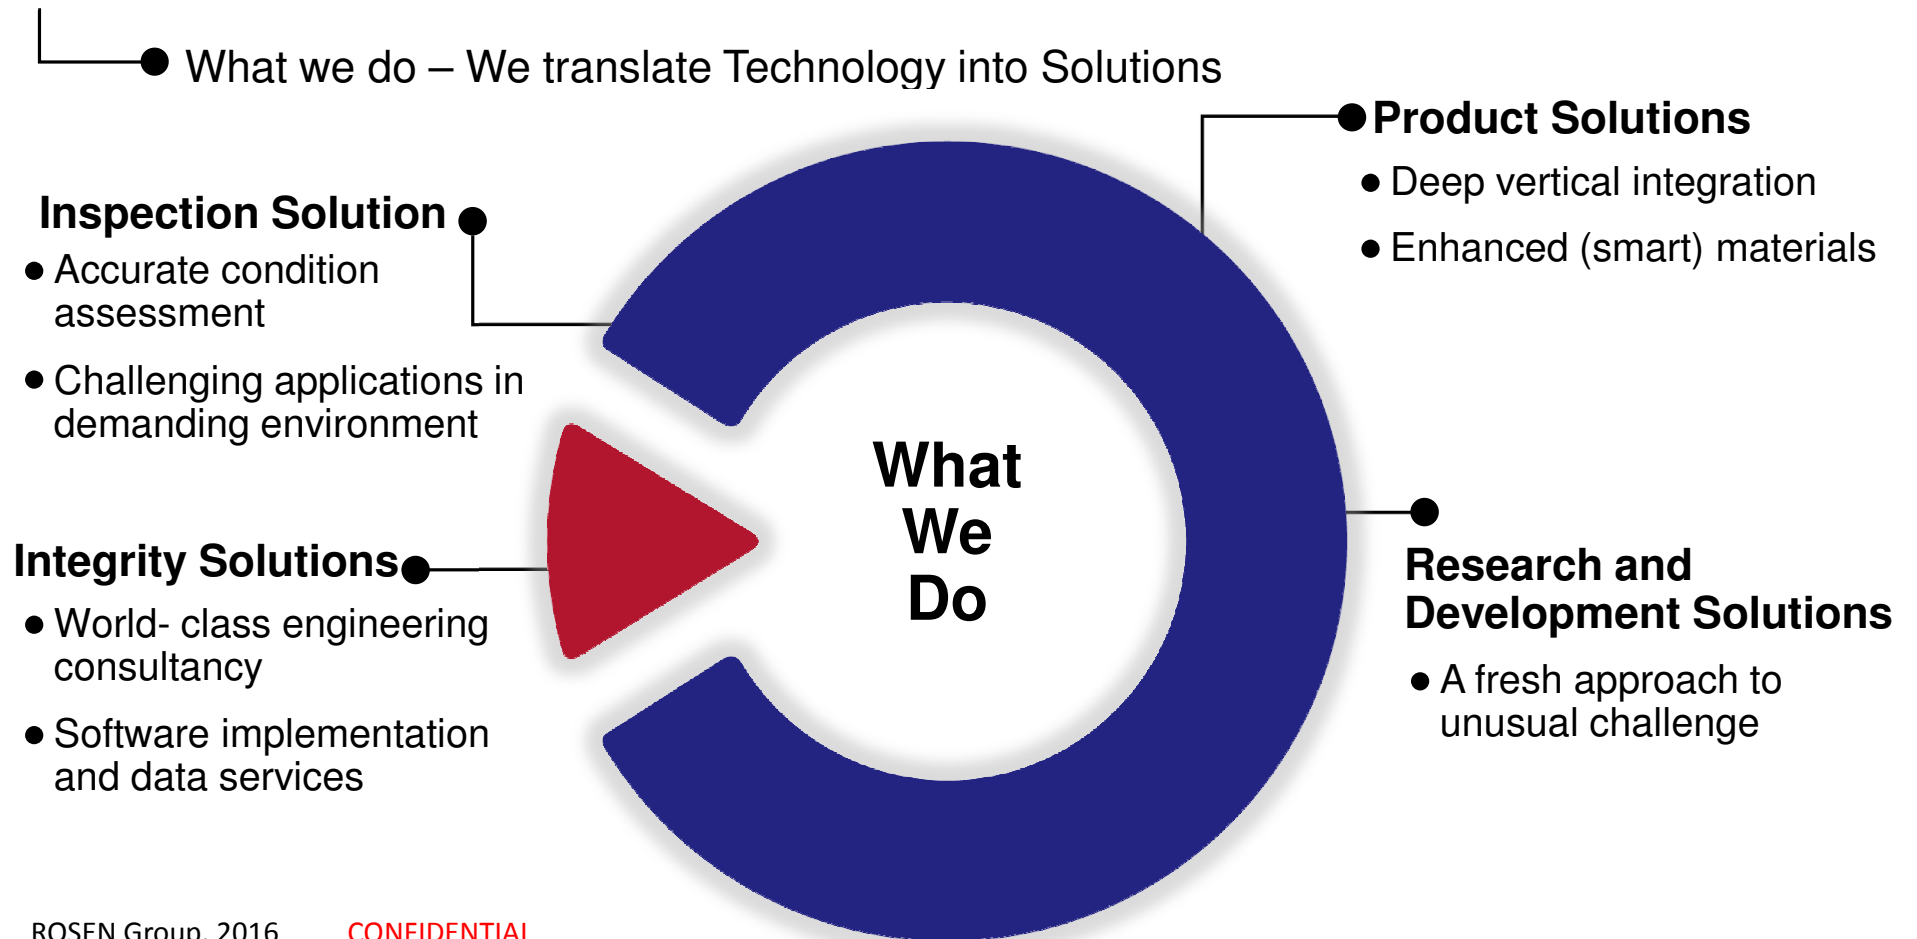 What we do – We translate Technology into Solutions
Inspection Solution
● Accurate condition
assessment
● Challenging applications in
demanding environment
Integrity Solutions
● World- class engineering
consultancy
● Software implementation
and data services
What
We
Do
Product Solutions
● Deep vertical integration
● Enhanced (smart) materials
Research and
Development Solutions
● A fresh approach to
unusual challenge
ROSEN Group, 2016 CONFIDENTIAL